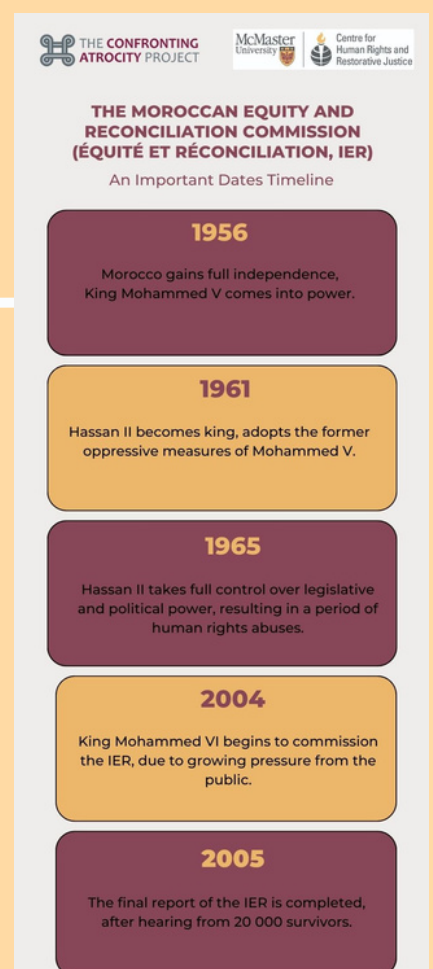 THE CONFRONTING
ATROCITY PROJECT
McMaster
University
Centre for
Human Rights and
Restorative Justice
THE MOROCCAN EQUITY AND
RECONCILIATION COMMISSION
(ÉQUITÉ ET RÉCONCILIATION, IER)
An Important Dates Timeline
1956
Morocco gains full independence,
King Mohammed V comes into power.
1961
Hassan II becomes king, adopts the former
oppressive measures of Mohammed V.
1965
Hassan II takes full control over legislative
and political power, resulting in a period of
human rights abuses.
2004
King Mohammed VI begins to commission
the IER, due to growing pressure from the
public.
2005
The final report of the IER is completed,
after hearing from 20 000 survivors.